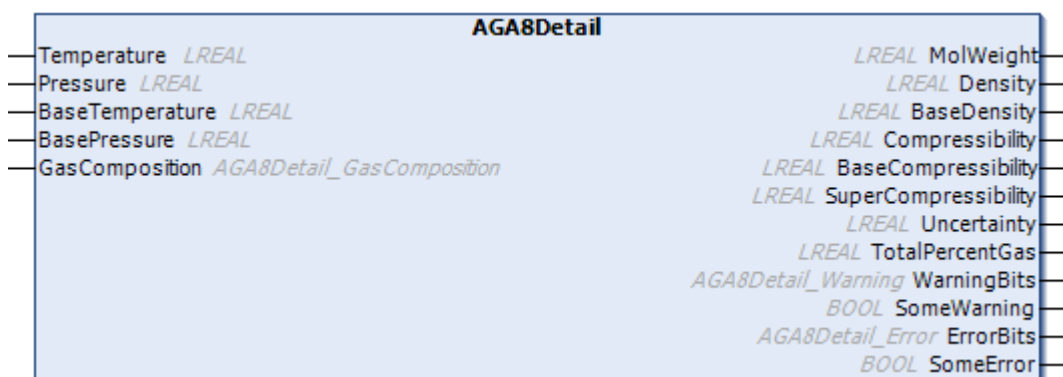 AGA8Detail
Temperature LREAL LREAL MolWeight
Pressure LREAL LREAL Density
BaseTemperature LREAL LREAL BaseDensity
BasePressure LREAL LREAL Compressibility
GasComposition AGA8Detail_GasComposition LREAL BaseCompressibility
LREAL SuperCompressibility
LREAL Uncertainty
LREAL TotalPercentGas
AGA8Detail_Warning WarningBits
BOOL SomeWarning
AGA8Detail_Error ErrorBits
BOOL SomeError